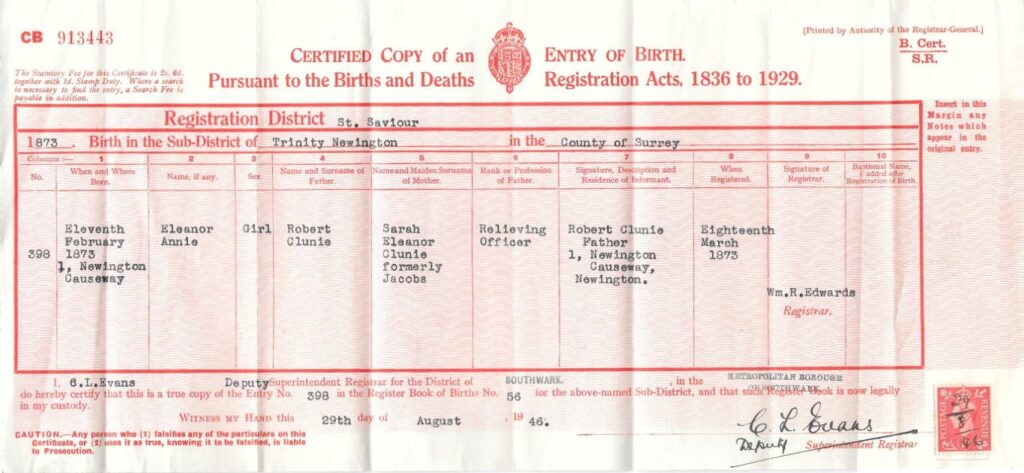 CB 913443
[Printed by Autority of the Registrar-General.]
B. Cert.
S.R.
CERTIFIED COPY OF AN ENTRY OF BIRTH.
Pursuant to the Births and Deaths Registration Acts, 1836 to 1929.
The Statutory Fee for this Certificate is 2s. 6d.
together with 1d. Stamp Duty. Where a search
is necessary to find the entry, a Search Fee is
payable in addition.
Insert in this
Margin any
Notes which
appear in the
original entry.
Registration District St. Saviour
1873. Birth in the Sub-District of Trinity Newington in the County of Surrey
Columns:— 1 2 3 4 5 6 7 8 9 10
No. When and Where Born. Name, if any. Sex Name and Surname of Father. Name and Maiden Surname of Mother. Rank or Profession of Father. Signature, Description and Residence of Informant. When Registered. Signature of Registrar. Baptismal Name, if added after Registration of Birth.
398
Eleventh
February
1873
1, Newington
Causeway
Eleanor
Annie
Girl
Robert
Clunie
Sarah
Eleanor
Clunie
formerly
Jacobs
Relieving
Officer
Robert Clunie
Father
1, Newington
Causeway,
Newington.
Eighteenth
March
1873
Wm.R.Edwards
Registrar.
I, C.L.Evans Deputy Superintendent Registrar for the District of SOUTHWARK, in the METROPOLITAN BOROUGH OF SOUTHWARK
do hereby certify that this is a true copy of the Entry No. 398 in the Register Book of Births No. 56 for the above-named Sub-District, and that such Register Book is now legally
in my custody.
WITNESS MY HAND this 29th day of August, 1946.
CAUTION.—Any person who (1) falsifies any of the particulars on this
Certificate, or (2) uses it as true, knowing it to be falsified, is liable
to Prosecution.
C L Evans
Deputy Superintendent Registrar
POSTAGE REVENUE
29
8
46